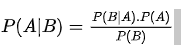 P(A|B) = P(B|A).P(A) / P(B)